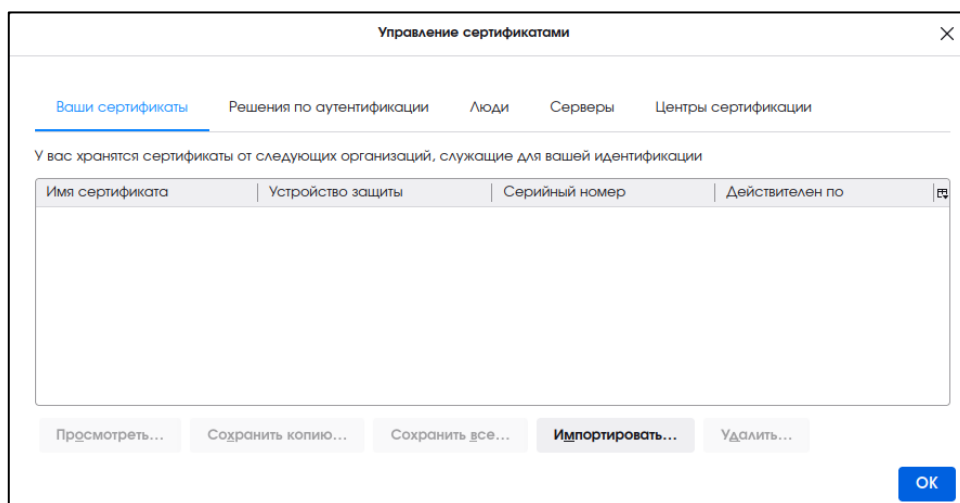 Управление сертификатами
Ваши сертификаты Решения по аутентификации Люди Серверы Центры сертификации
У вас хранятся сертификаты от следующих организаций, служащие для вашей идентификации
Имя сертификата Устройство защиты Серийный номер Действителен по
Просмотреть... Сохранить копию... Сохранить все... Импортировать... Удалить...
ОК